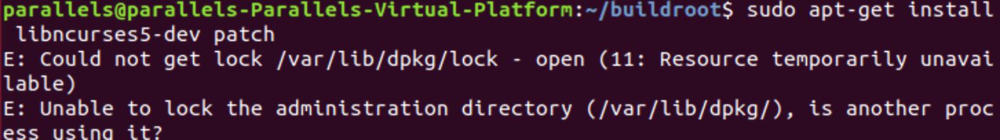 parallels@parallels-Parallels-Virtual-Platform:~/buildroot$ sudo apt-get install
 libncurses5-dev patch
E: Could not get lock /var/lib/dpkg/lock - open (11: Resource temporarily unavai
lable)
E: Unable to lock the administration directory (/var/lib/dpkg/), is another proc
ess using it?